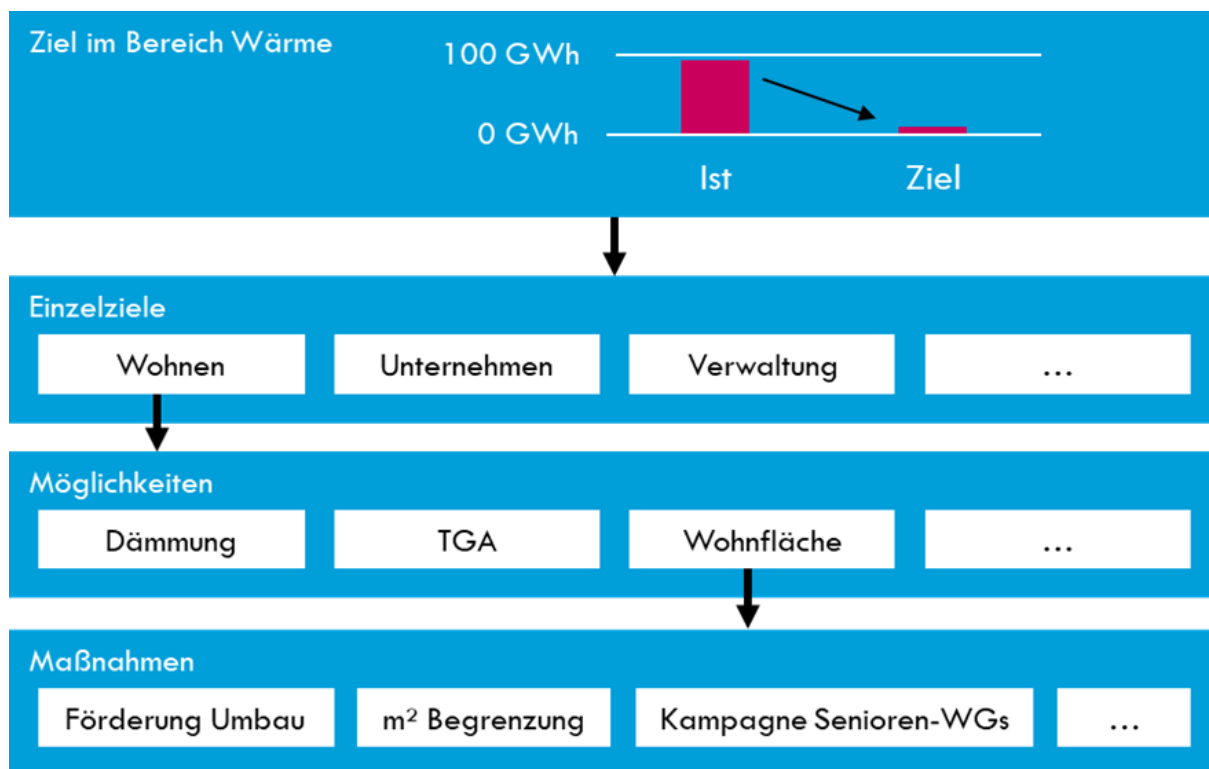 Ziel im Bereich Wärme
100 GWh
0 GWh
Ist
Ziel
Einzelziele
Wohnen
Unternehmen
Verwaltung
...
Möglichkeiten
Dämmung
TGA
Wohnfläche
...
Maßnahmen
Förderung Umbau
m² Begrenzung
Kampagne Senioren-WGs
...